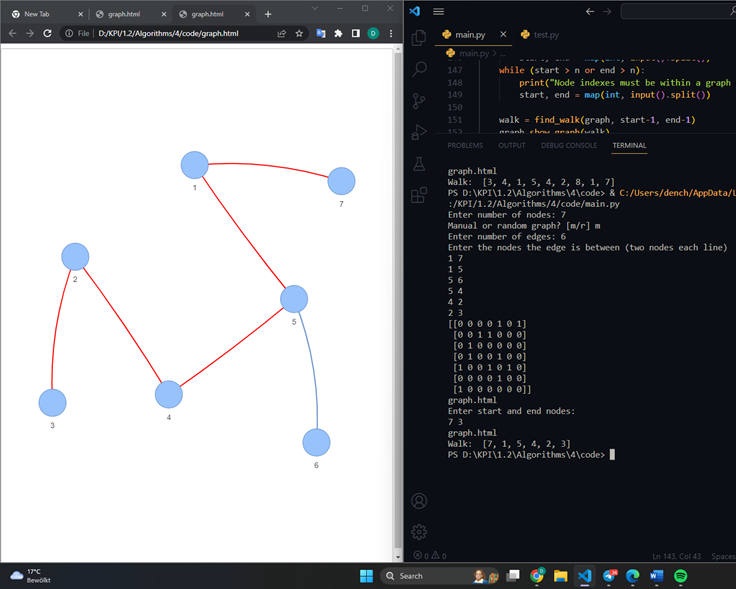 New Tab
graph.html
graph.html
File
D:/KPI/1.2/Algorithms/4/code/graph.html
D
1
7
2
5
3
4
6
main.py
test.py
main.py > ...
147 while (start > n or end > n):
148 print("Node indexes must be within a graph
149 start, end = map(int, input().split())
150
151 walk = find_walk(graph, start-1, end-1)
152 graph.show_graph(walk)
PROBLEMS OUTPUT DEBUG CONSOLE TERMINAL
graph.html
Walk: [3, 4, 1, 5, 4, 2, 8, 1, 7]
PS D:\KPI\1.2\Algorithms\4\code> & C:/Users/dench/AppData/L
:/KPI/1.2/Algorithms/4/code/main.py
Enter number of nodes: 7
Manual or random graph? [m/r] m
Enter number of edges: 6
Enter the nodes the edge is between (two nodes each line)
1 7
1 5
5 6
5 4
4 2
2 3
[[0 0 0 0 1 0 1]
[0 0 1 1 0 0 0]
[0 1 0 0 0 0 0]
[0 1 0 0 1 0 0]
[1 0 0 1 0 1 0]
[0 0 0 0 1 0 0]
[1 0 0 0 0 0 0]]
graph.html
Enter start and end nodes:
7 3
graph.html
Walk: [7, 1, 5, 4, 2, 3]
PS D:\KPI\1.2\Algorithms\4\code>
0 0
Ln 143, Col 43 Spaces
17°C
Bewölkt
Search